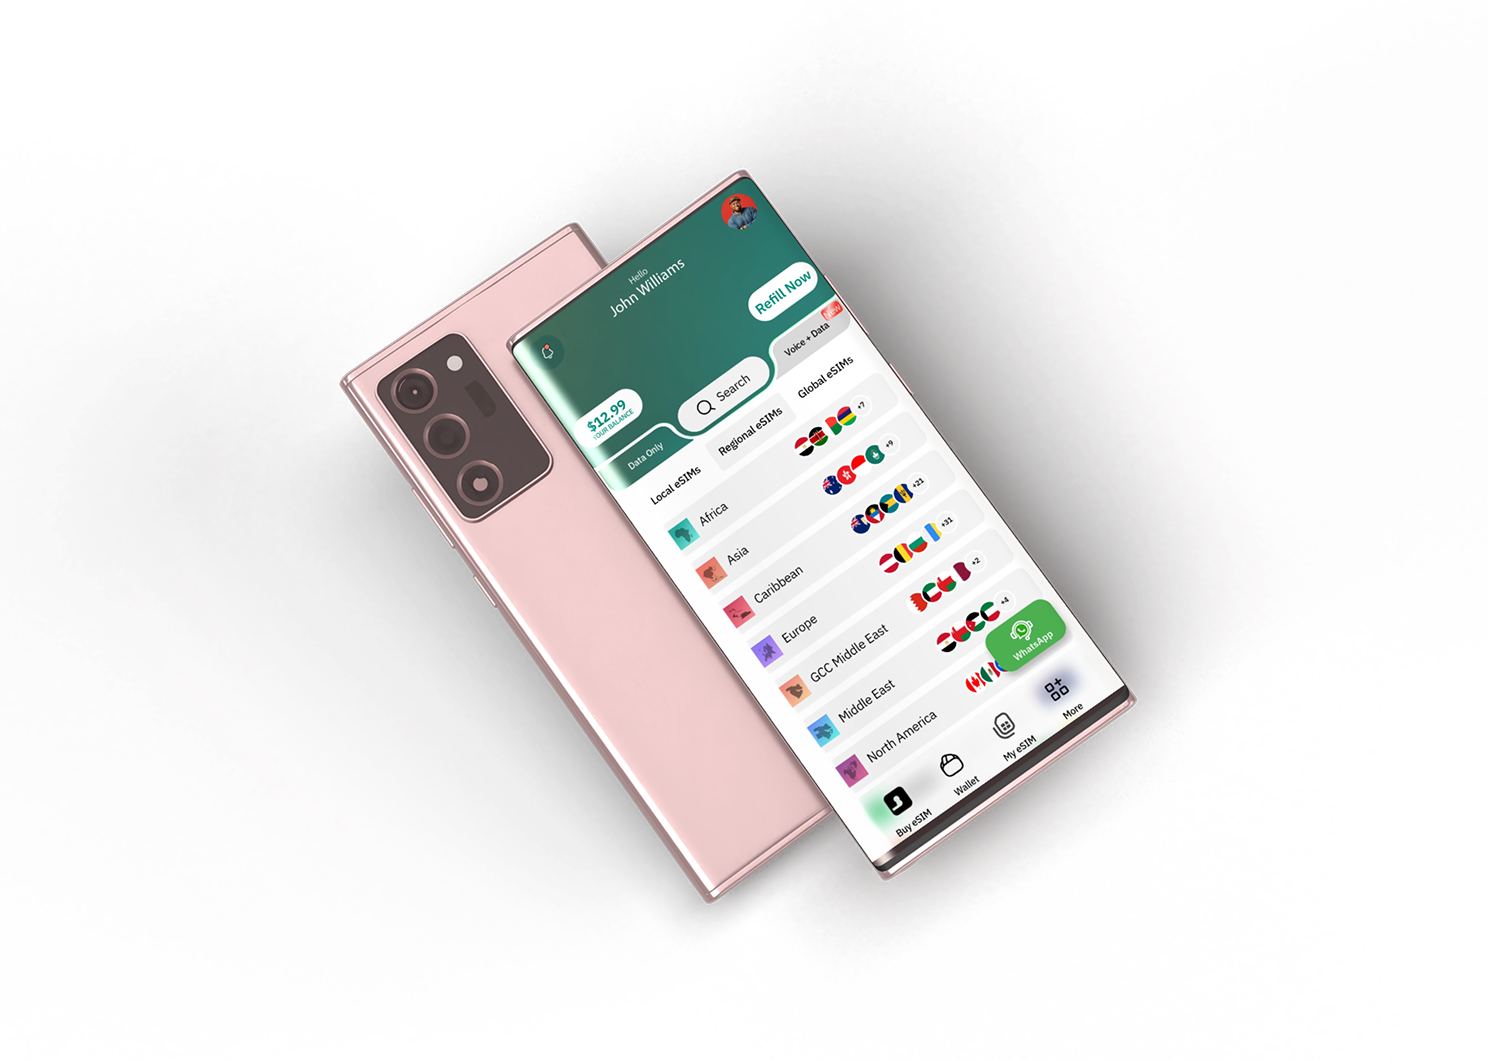 Hello
John Williams
$12.99
YOUR BALANCE
Refill Now
Search
Data Only
Voice + Data
New
Local eSIMs
Regional eSIMs
Global eSIMs
Africa
+7
Asia
+9
Caribbean
+21
Europe
+31
GCC Middle East
+2
Middle East
+4
North America
WhatsApp
Buy eSIM
Wallet
My eSIM
More